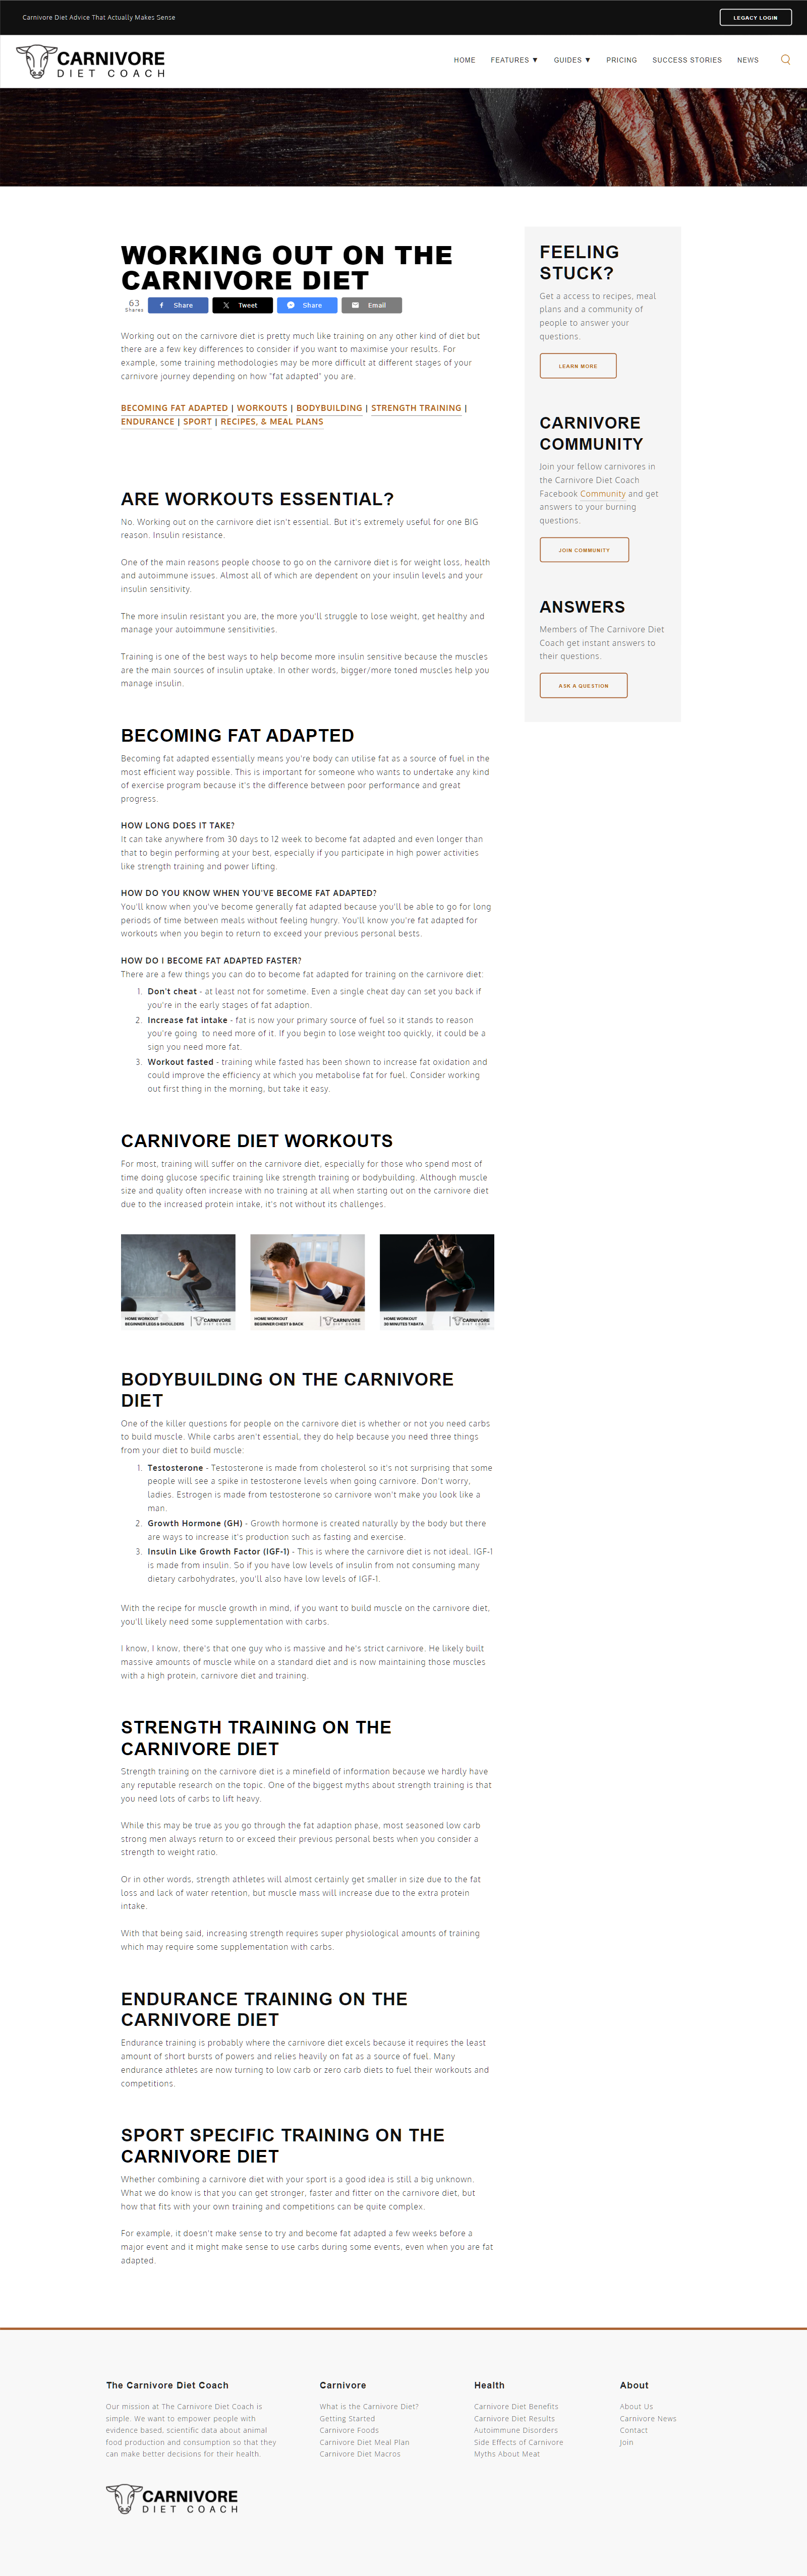 Carnivore Diet Advice That Actually Makes Sense
LEGACY LOGIN
CARNIVORE
DIET COACH
HOME
FEATURES ▼
GUIDES ▼
PRICING
SUCCESS STORIES
NEWS
WORKING OUT ON THE
CARNIVORE DIET
63
Shares
Share
Tweet
Share
Email
Working out on the carnivore diet is pretty much like training on any other kind of diet but
there are a few key differences to consider if you want to maximise your results. For
example, some training methodologies may be more difficult at different stages of your
carnivore journey depending on how "fat adapted" you are.
BECOMING FAT ADAPTED | WORKOUTS | BODYBUILDING | STRENGTH TRAINING |
ENDURANCE | SPORT | RECIPES, & MEAL PLANS
ARE WORKOUTS ESSENTIAL?
No. Working out on the carnivore diet isn't essential. But it's extremely useful for one BIG
reason. Insulin resistance.
One of the main reasons people choose to go on the carnivore diet is for weight loss, health
and autoimmune issues. Almost all of which are dependent on your insulin levels and your
insulin sensitivity.
The more insulin resistant you are, the more you'll struggle to lose weight, get healthy and
manage your autoimmune sensitivities.
Training is one of the best ways to help become more insulin sensitive because the muscles
are the main sources of insulin uptake. In other words, bigger/more toned muscles help you
manage insulin.
BECOMING FAT ADAPTED
Becoming fat adapted essentially means you're body can utilise fat as a source of fuel in the
most efficient way possible. This is important for someone who wants to undertake any kind
of exercise program because it's the difference between poor performance and great
progress.
HOW LONG DOES IT TAKE?
It can take anywhere from 30 days to 12 week to become fat adapted and even longer than
that to begin performing at your best, especially if you participate in high power activities
like strength training and power lifting.
HOW DO YOU KNOW WHEN YOU'VE BECOME FAT ADAPTED?
You'll know when you've become generally fat adapted because you'll be able to go for long
periods of time between meals without feeling hungry. You'll know you're fat adapted for
workouts when you begin to return to exceed your previous personal bests.
HOW DO I BECOME FAT ADAPTED FASTER?
There are a few things you can do to become fat adapted for training on the carnivore diet:
1. Don't cheat - at least not for sometime. Even a single cheat day can set you back if
you're in the early stages of fat adaption.
2. Increase fat intake - fat is now your primary source of fuel so it stands to reason
you're going to need more of it. If you begin to lose weight too quickly, it could be a
sign you need more fat.
3. Workout fasted - training while fasted has been shown to increase fat oxidation and
could improve the efficiency at which you metabolise fat for fuel. Consider working
out first thing in the morning, but take it easy.
CARNIVORE DIET WORKOUTS
For most, training will suffer on the carnivore diet, especially for those who spend most of
time doing glucose specific training like strength training or bodybuilding. Although muscle
size and quality often increase with no training at all when starting out on the carnivore diet
due to the increased protein intake, it's not without its challenges.
HOME WORKOUT
BEGINNER LEGS & SHOULDERS
CARNIVORE
DIET COACH
HOME WORKOUT
BEGINNER CHEST & BACK
CARNIVORE
DIET COACH
HOME WORKOUT
20 MINUTES TABATA
CARNIVORE
DIET COACH
BODYBUILDING ON THE CARNIVORE
DIET
One of the killer questions for people on the carnivore diet is whether or not you need carbs
to build muscle. While carbs aren't essential, they do help because you need three things
from your diet to build muscle:
1. Testosterone - Testosterone is made from cholesterol so it's not surprising that some
people will see a spike in testosterone levels when going carnivore. Don't worry,
ladies. Estrogen is made from testosterone so carnivore won't make you look like a
man.
2. Growth Hormone (GH) - Growth hormone is created naturally by the body but there
are ways to increase it's production such as fasting and exercise.
3. Insulin Like Growth Factor (IGF-1) - This is where the carnivore diet is not ideal. IGF-1
is made from insulin. So if you have low levels of insulin from not consuming many
dietary carbohydrates, you'll also have low levels of IGF-1.
With the recipe for muscle growth in mind, if you want to build muscle on the carnivore diet,
you'll likely need some supplementation with carbs.
I know, I know, there's that one guy who is massive and he's strict carnivore. He likely built
massive amounts of muscle while on a standard diet and is now maintaining those muscles
with a high protein, carnivore diet and training.
STRENGTH TRAINING ON THE
CARNIVORE DIET
Strength training on the carnivore diet is a minefield of information because we hardly have
any reputable research on the topic. One of the biggest myths about strength training is that
you need lots of carbs to lift heavy.
While this may be true as you go through the fat adaption phase, most seasoned low carb
strong men always return to or exceed their previous personal bests when you consider a
strength to weight ratio.
Or in other words, strength athletes will almost certainly get smaller in size due to the fat
loss and lack of water retention, but muscle mass will increase due to the extra protein
intake.
With that being said, increasing strength requires super physiological amounts of training
which may require some supplementation with carbs.
ENDURANCE TRAINING ON THE
CARNIVORE DIET
Endurance training is probably where the carnivore diet excels because it requires the least
amount of short bursts of powers and relies heavily on fat as a source of fuel. Many
endurance athletes are now turning to low carb or zero carb diets to fuel their workouts and
competitions.
SPORT SPECIFIC TRAINING ON THE
CARNIVORE DIET
Whether combining a carnivore diet with your sport is a good idea is still a big unknown.
What we do know is that you can get stronger, faster and fitter on the carnivore diet, but
how that fits with your own training and competitions can be quite complex.
For example, it doesn't make sense to try and become fat adapted a few weeks before a
major event and it might make sense to use carbs during some events, even when you are fat
adapted.
FEELING
STUCK?
Get a access to recipes, meal
plans and a community of
people to answer your
questions.
LEARN MORE
CARNIVORE
COMMUNITY
Join your fellow carnivores in
the Carnivore Diet Coach
Facebook Community and get
answers to your burning
questions.
JOIN COMMUNITY
ANSWERS
Members of The Carnivore Diet
Coach get instant answers to
their questions.
ASK A QUESTION
The Carnivore Diet Coach
Our mission at The Carnivore Diet Coach is
simple. We want to empower people with
evidence based, scientific data about animal
food production and consumption so that they
can make better decisions for their health.
CARNIVORE
DIET COACH
Carnivore
What is the Carnivore Diet?
Getting Started
Carnivore Foods
Carnivore Diet Meal Plan
Carnivore Diet Macros
Health
Carnivore Diet Benefits
Carnivore Diet Results
Autoimmune Disorders
Side Effects of Carnivore
Myths About Meat
About
About Us
Carnivore News
Contact
Join